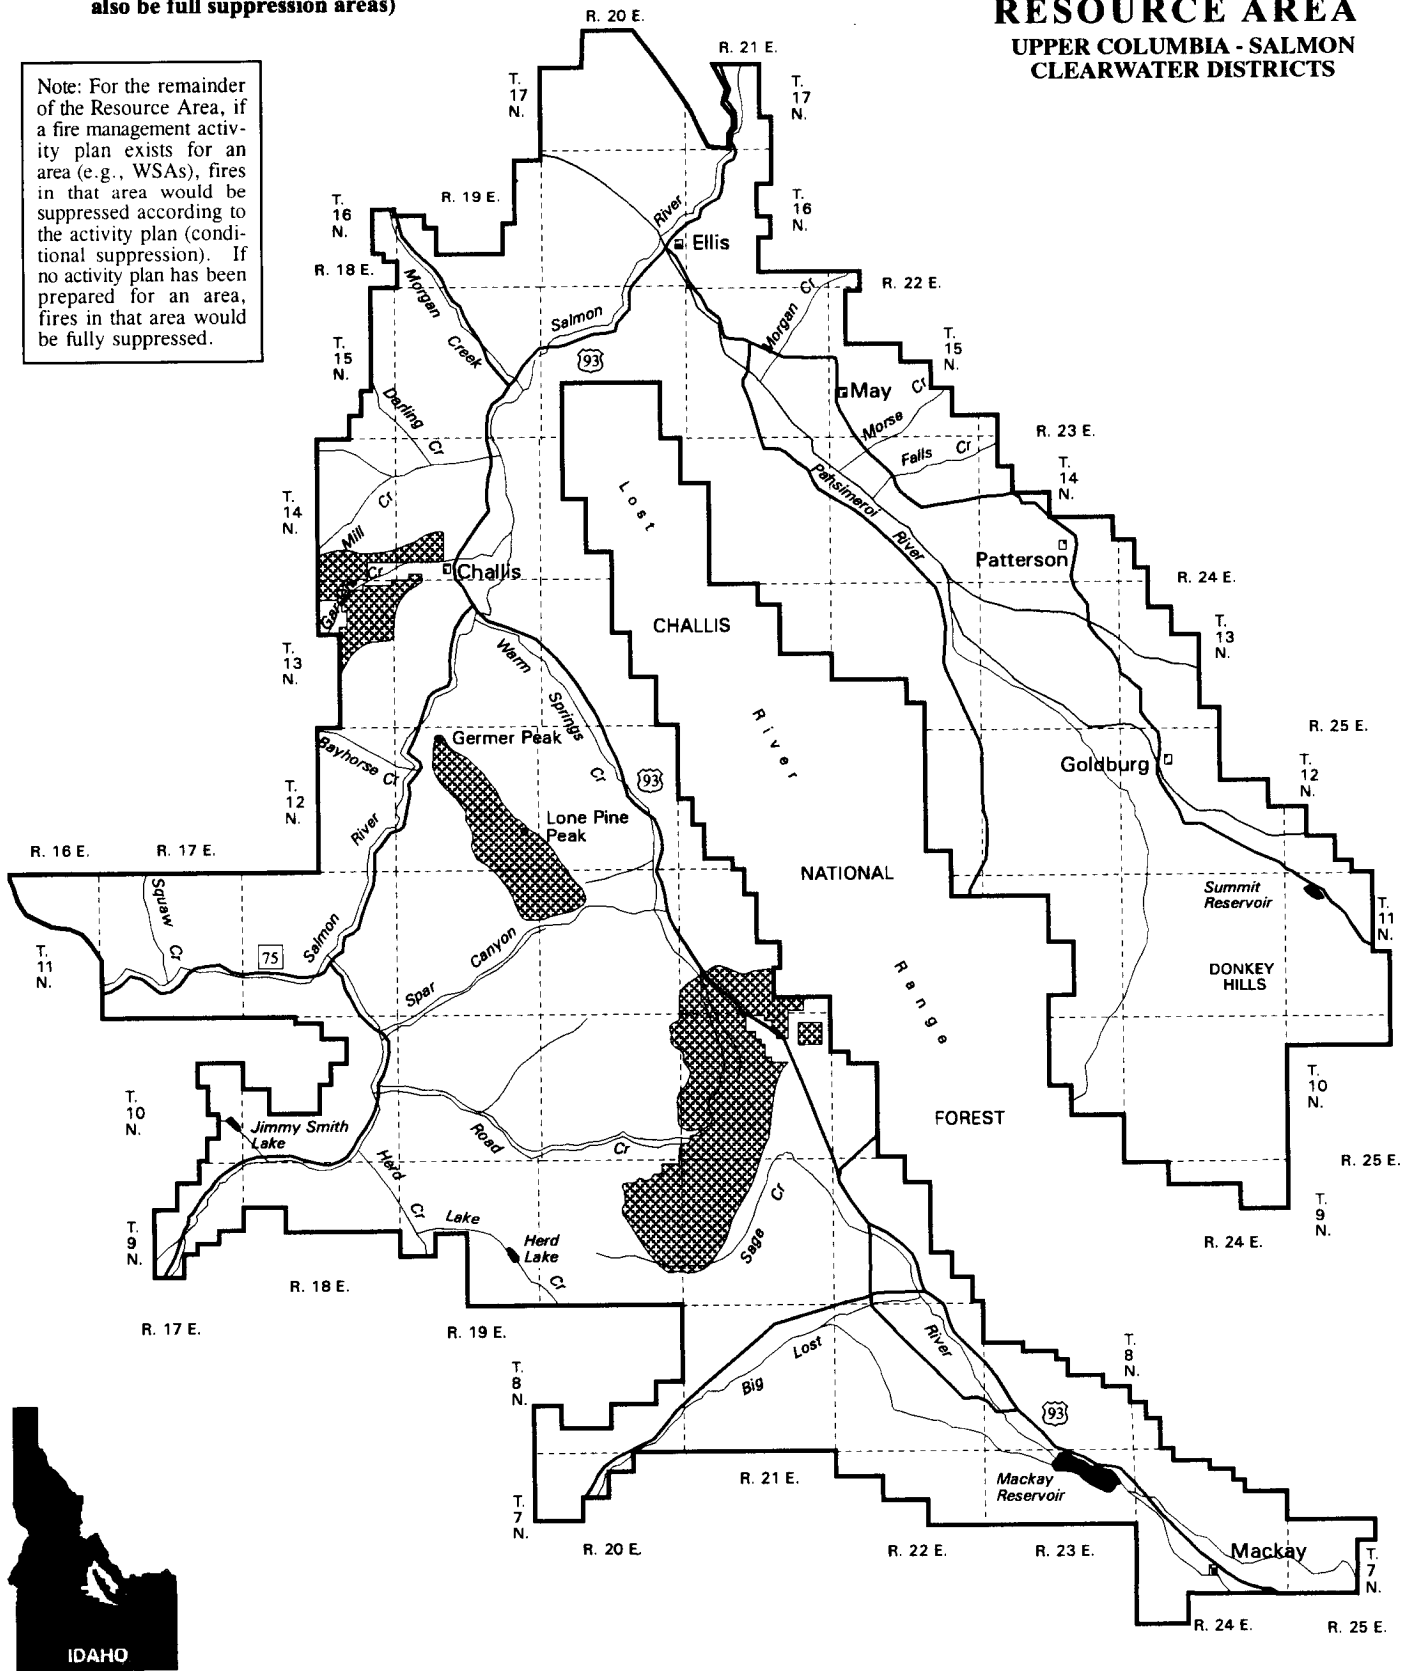 also be full suppression areas)
RESOURCE AREA
UPPER COLUMBIA - SALMON
CLEARWATER DISTRICTS
Note: For the remainder
of the Resource Area, if
a fire management activ-
ity plan exists for an
area (e.g., WSAs), fires
in that area would be
suppressed according to
the activity plan (condi-
tional suppression). If
no activity plan has been
prepared for an area,
fires in that area would
be fully suppressed.
R. 20 E.
R. 21 E.
T.
17
N.
T.
17
N.
R. 19 E.
T.
16
N.
T.
16
N.
River
Ellis
R. 18 E.
R. 22 E.
Morgan
Creek
Salmon
93
Morgan Cr
T.
15
N.
T.
15
N.
May
Darling
Cr
Morse
Cr
R. 23 E.
Falls
Cr
T.
14
N.
T.
14
N.
Lost
Pahsimeroi
River
Mill
Cr
Patterson
Challis
Garden
Cr
R. 24 E.
CHALLIS
T.
13
N.
T.
13
N.
Warm
Springs
Cr
River
R. 25 E.
Germer Peak
Bayhorse Cr
Goldburg
T.
12
N.
T.
12
N.
93
Lone Pine
Peak
River
R. 16 E.
R. 17 E.
NATIONAL
Squaw
Cr
Summit
Reservoir
T.
11
N.
T.
11
N.
75
Salmon
Canyon
Spar
Range
DONKEY
HILLS
T.
10
N.
T.
10
N.
Jimmy Smith
Lake
Road
Cr
FOREST
Herd
Cr
R. 25 E.
T.
9
N.
T.
9
N.
Lake
Herd
Lake
Cr
Sage
Cr
R. 24 E.
R. 18 E.
R. 17 E.
R. 19 E.
River
Lost
Big
T.
8
N.
T.
8
N.
93
R. 21 E.
Mackay
Reservoir
T.
7
N.
R. 20 E.
R. 22 E.
R. 23 E.
Mackay
T.
7
N.
R. 24 E.
R. 25 E.
IDAHO